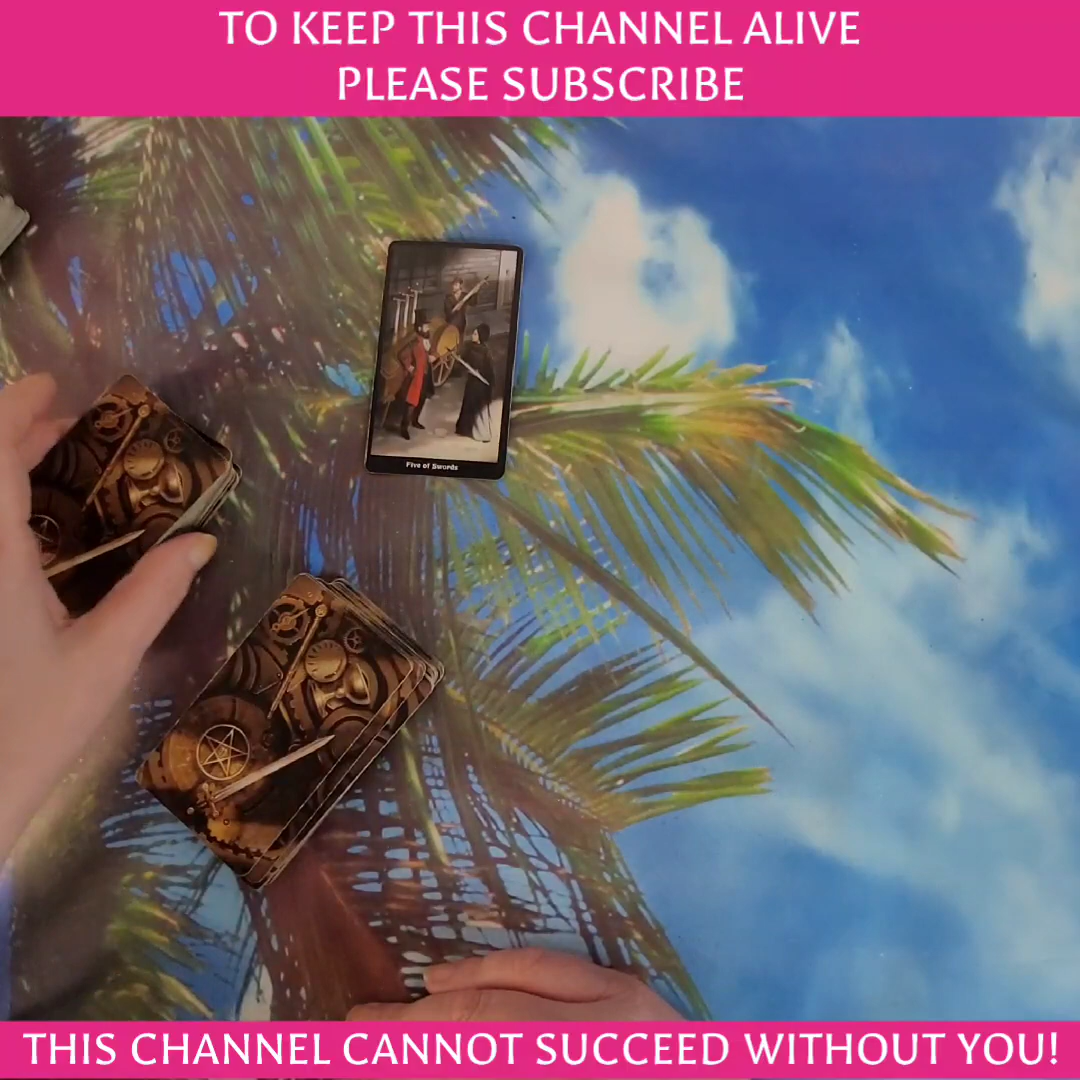 TO KEEP THIS CHANNEL ALIVE
PLEASE SUBSCRIBE
Five of Swords
THIS CHANNEL CANNOT SUCCEED WITHOUT YOU!